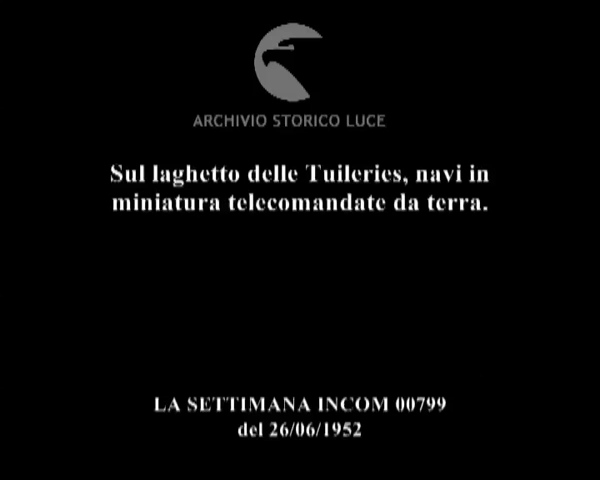 ARCHIVIO STORICO LUCE
Sul laghetto delle Tuileries, navi in
miniatura telecomandate da terra.
LA SETTIMANA INCOM 00799
del 26/06/1952